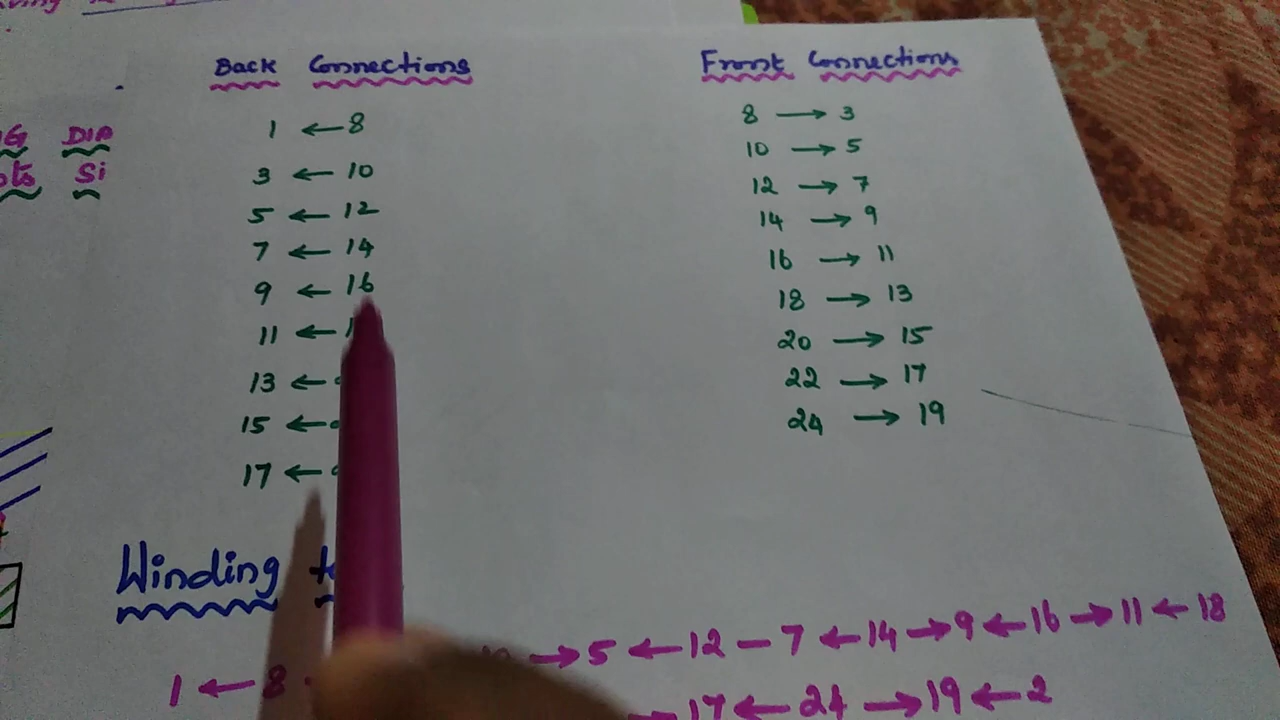 Back Connections
1 ← 8
3 ← 10
5 ← 12
7 ← 14
9 ← 16
11 ←
13 ←
15 ←
17 ←
Front Connections
8 → 3
10 → 5
12 → 7
14 → 9
16 → 11
18 → 13
20 → 15
22 → 17
24 → 19
DIA
Si
Winding
1 ← 8
→ 5 ← 12 — 7 ← 14 → 9 ← 16 → 11 ← 18
17 ← 24 → 19 ← 2